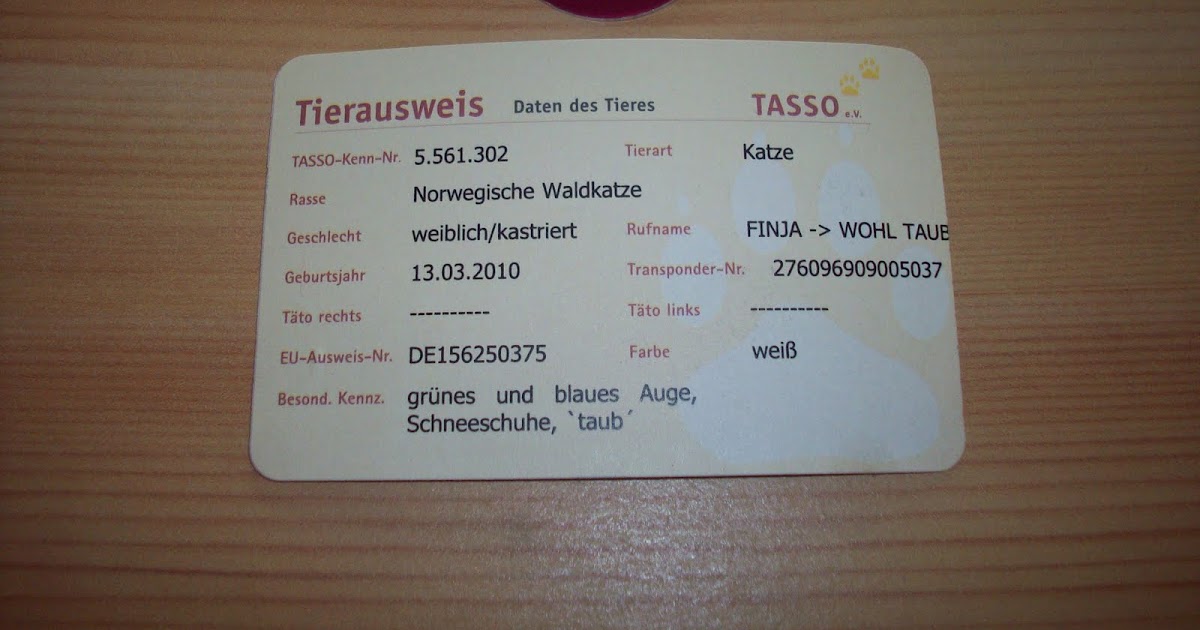 Tierausweis Daten des Tieres TASSO e.V.
TASSO-Kenn-Nr. 5.561.302 Tierart Katze
Rasse Norwegische Waldkatze
Geschlecht weiblich/kastriert Rufname FINJA -> WOHL TAUB
Geburtsjahr 13.03.2010 Transponder-Nr. 276096909005037
Täto rechts ---------- Täto links ----------
EU-Ausweis-Nr. DE156250375 Farbe weiß
Besond. Kennz. grünes und blaues Auge,
Schneeschuhe, `taub´